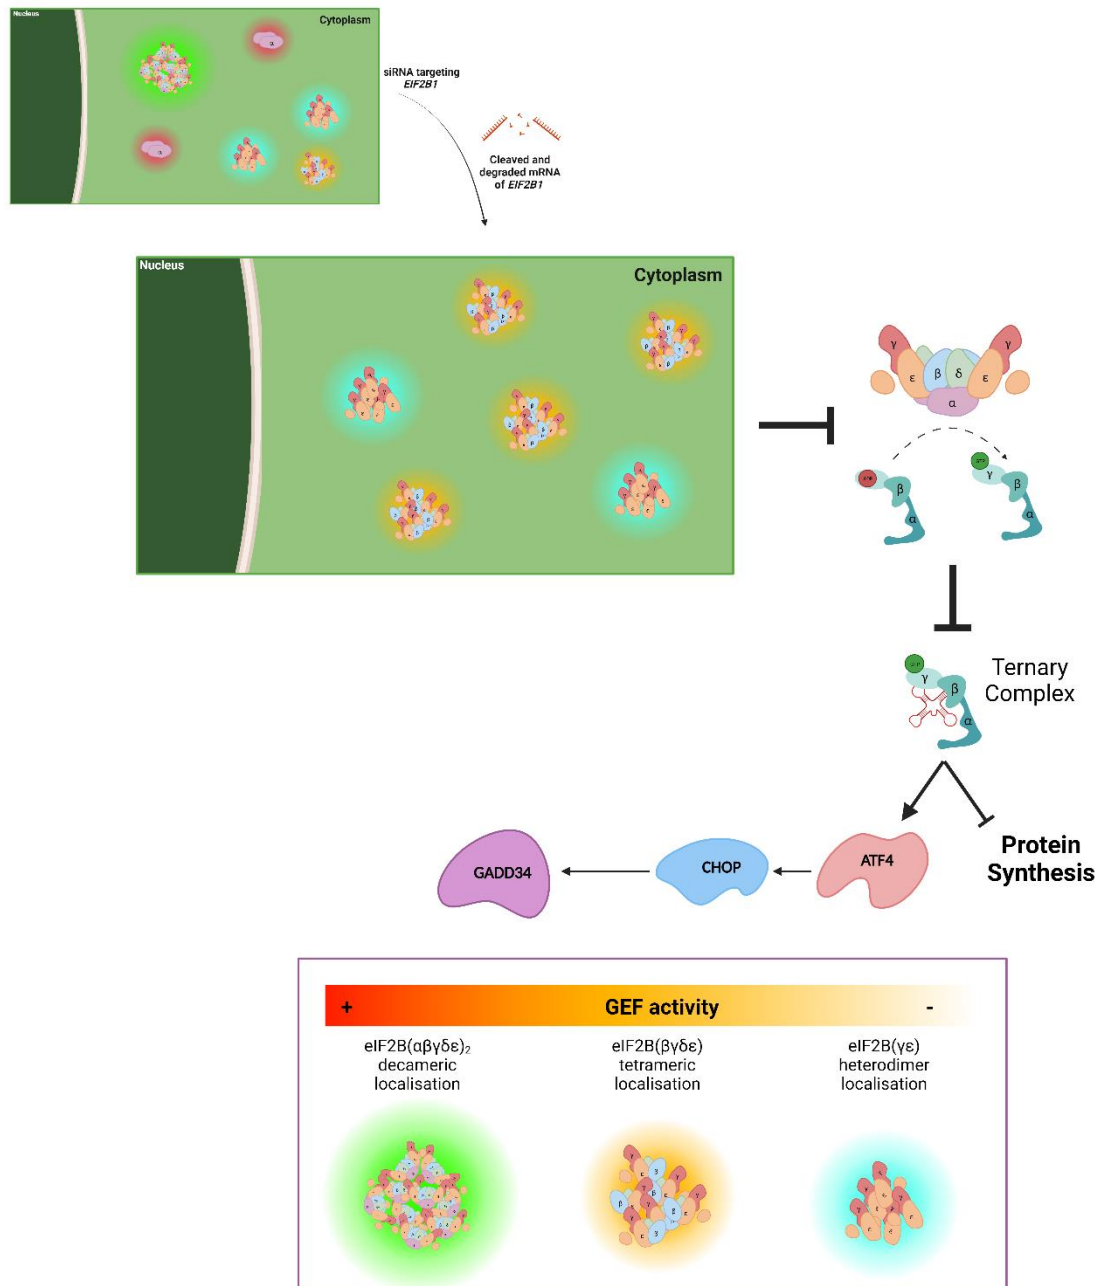 Nucleus
Cytoplasm
α
α
siRNA targeting
EIF2B1
Cleaved and
degraded mRNA
of EIF2B1
Nucleus
Cytoplasm
γ
γ
ε
β
δ
ε
α
γ
β
β
α
α
γ
β
α
Ternary
Complex
Protein
Synthesis
GADD34
CHOP
ATF4
+
GEF activity
-
eIF2B(αβγδε)₂
decameric
localisation
eIF2B(βγδε)
tetrameric
localisation
eIF2B(γε)
heterodimer
localisation